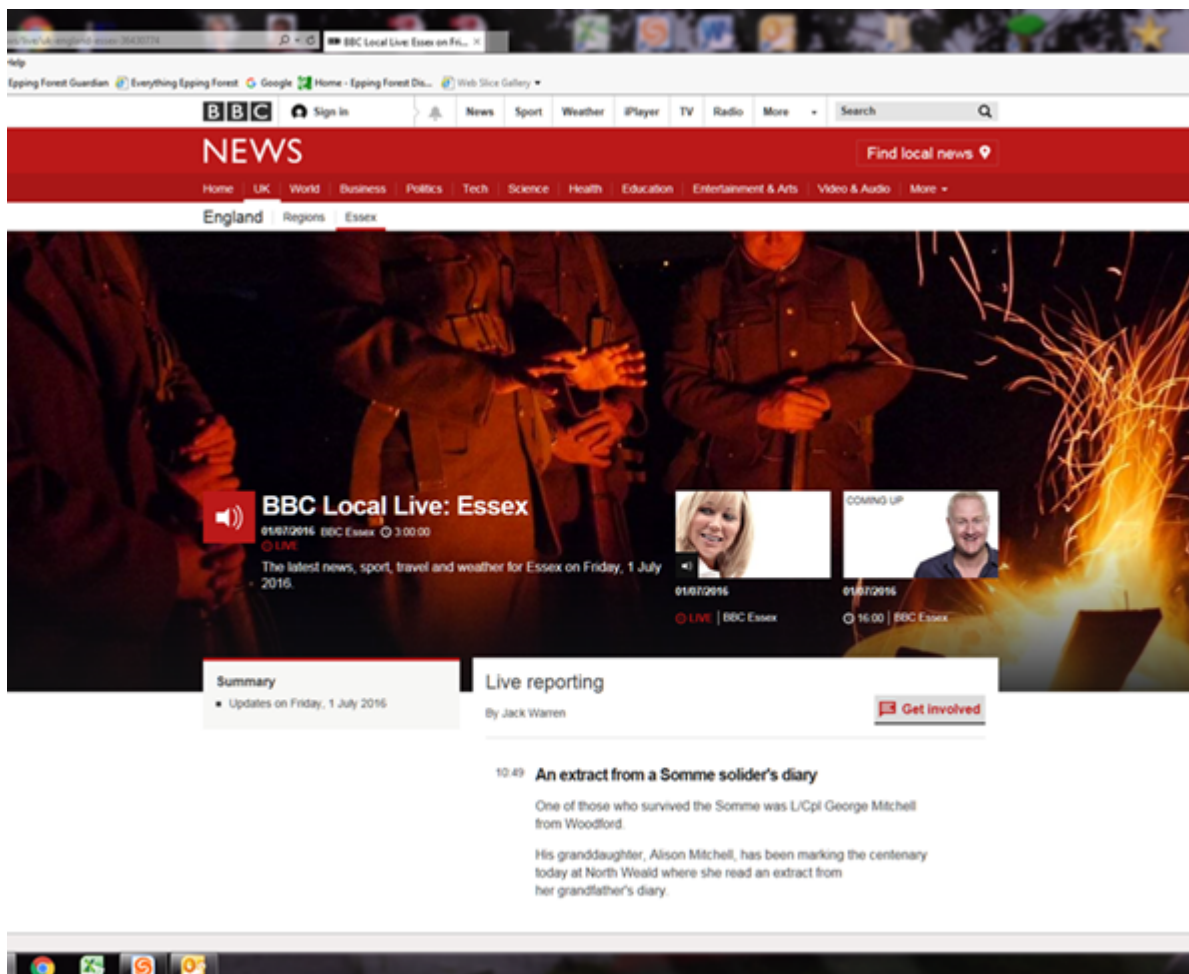 ws/live/uk-england-essex-36430774
BBC Local Live: Essex on Fri...
Help
Epping Forest Guardian Everything Epping Forest Google Home - Epping Forest Dis... Web Slice Gallery
BBC Sign in News Sport Weather iPlayer TV Radio More Search
NEWS
Find local news
Home UK World Business Politics Tech Science Health Education Entertainment & Arts Video & Audio More
England Regions Essex
BBC Local Live: Essex
01/07/2016 BBC Essex 3:00:00
LIVE
The latest news, sport, travel and weather for Essex on Friday, 1 July
2016.
01/07/2016
LIVE BBC Essex
COMING UP
01/07/2016
16:00 BBC Essex
Summary
Updates on Friday, 1 July 2016
Live reporting
By Jack Warren
Get involved
10:49 An extract from a Somme solider's diary
One of those who survived the Somme was L/Cpl George Mitchell
from Woodford.
His granddaughter, Alison Mitchell, has been marking the centenary
today at North Weald where she read an extract from
her grandfather's diary.